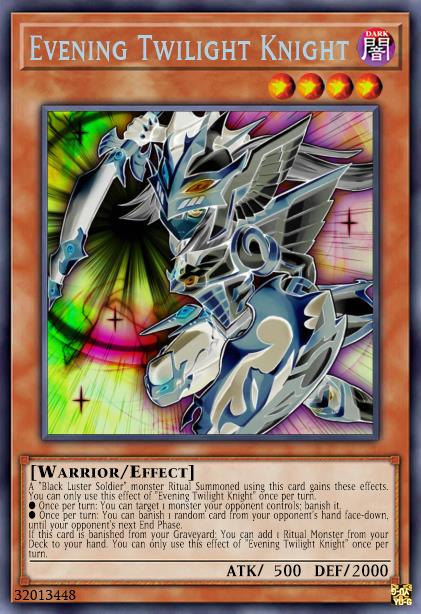 EVENING TWILIGHT KNIGHT
DARK
闇
[WARRIOR/EFFECT]
A "Black Luster Soldier" monster Ritual Summoned using this card gains these effects.
You can only use this effect of "Evening Twilight Knight" once per turn.
● Once per turn: You can target 1 monster your opponent controls; banish it.
● Once per turn: You can banish 1 random card from your opponent's hand face-down,
until your opponent's next End Phase.
If this card is banished from your Graveyard: You can add 1 Ritual Monster from your
Deck to your hand. You can only use this effect of "Evening Twilight Knight" once per
turn.
ATK/ 500 DEF/2000
32013448